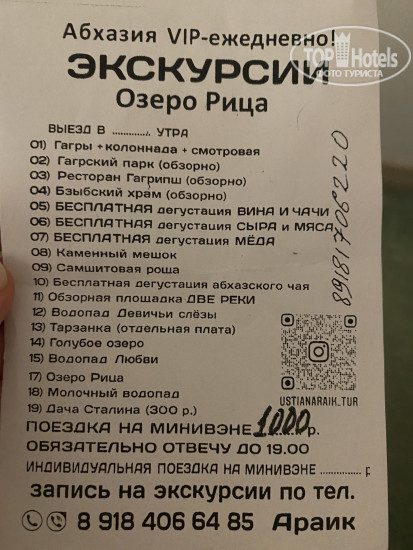 Абхазия VIP-ежедневно!
TOP Hotels
ФОТО ТУРИСТА
ЭКСКУРСИИ
Озеро Рица
ВЫЕЗД В ............. УТРА
01) Гагры + колоннада + смотровая
02) Гагрский парк (обзорно)
03) Ресторан Гагрипш (обзорно)
04) Бзыбский храм (обзорно)
05) БЕСПЛАТНАЯ дегустация ВИНА И ЧАЧИ
06) БЕСПЛАТНАЯ дегустация СЫРА и МЯСА
07) БЕСПЛАТНАЯ дегустация МЁДА
08) Каменный мешок
09) Самшитовая роща
10) Бесплатная дегустация абхазского чая
11) Обзорная площадка ДВЕ РЕКИ
12) Водопад Девичьи слёзы
13) Тарзанка (отдельная плата)
14) Голубое озеро
15) Водопад Любви
17) Озеро Рица
18) Молочный водопад
19) Дача Сталина (300 р.)
89181706220
USTIANARAIK_TUR
ПОЕЗДКА НА МИНИВЭНЕ 1000 р.
ОБЯЗАТЕЛЬНО ОТВЕЧУ ДО 19.00
ИНДИВИДУАЛЬНАЯ ПОЕЗДКА НА МИНИВЭНЕ ............. р
запись на экскурсии по тел.
8 918 406 64 85 Араик